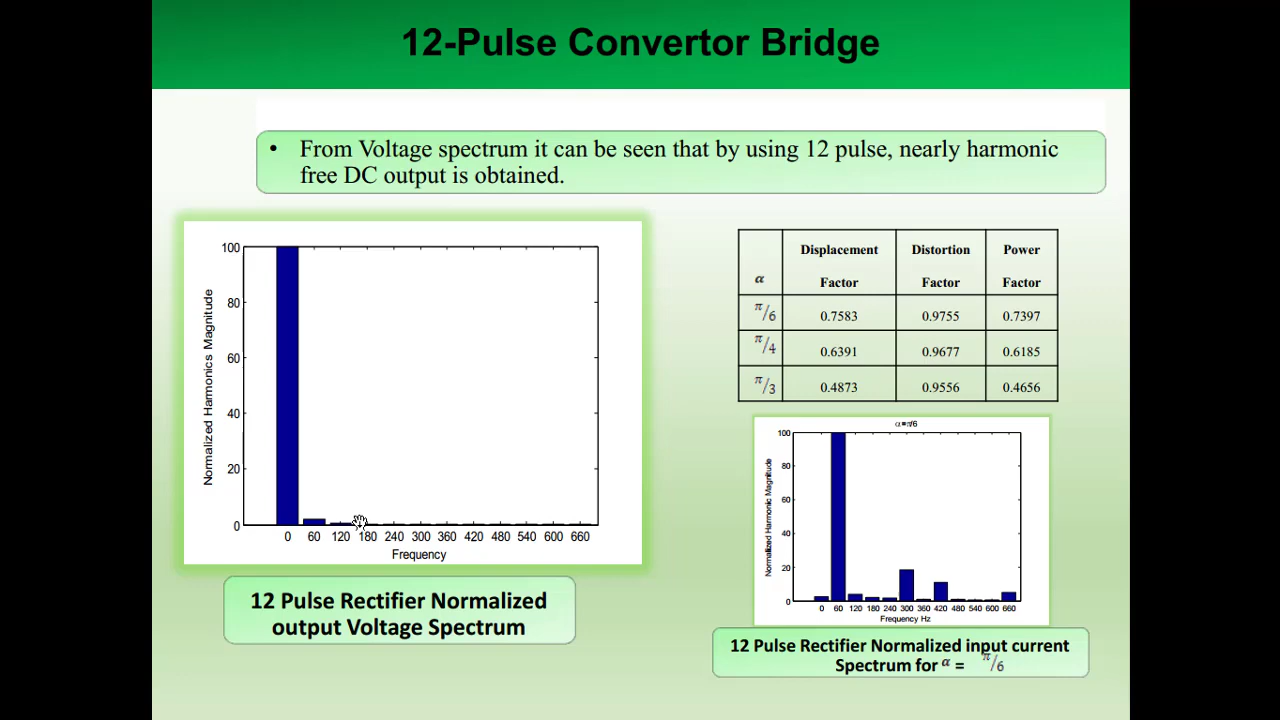 12-Pulse Convertor Bridge
• From Voltage spectrum it can be seen that by using 12 pulse, nearly harmonic
free DC output is obtained.
Normalized Harmonics Magnitude
100
80
60
40
20
0
0 60 120 180 240 300 360 420 480 540 600 660
Frequency
12 Pulse Rectifier Normalized
output Voltage Spectrum
α Displacement Factor Distortion Factor Power Factor
π/6 0.7583 0.9755 0.7397
π/4 0.6391 0.9677 0.6185
π/3 0.4873 0.9556 0.4656
α=π/6
Normalized Harmonic Magnitude
100
80
60
40
20
0
0 60 120 180 240 300 360 420 480 540 600 660
Frequency Hz
12 Pulse Rectifier Normalized input current
Spectrum for α = π/6